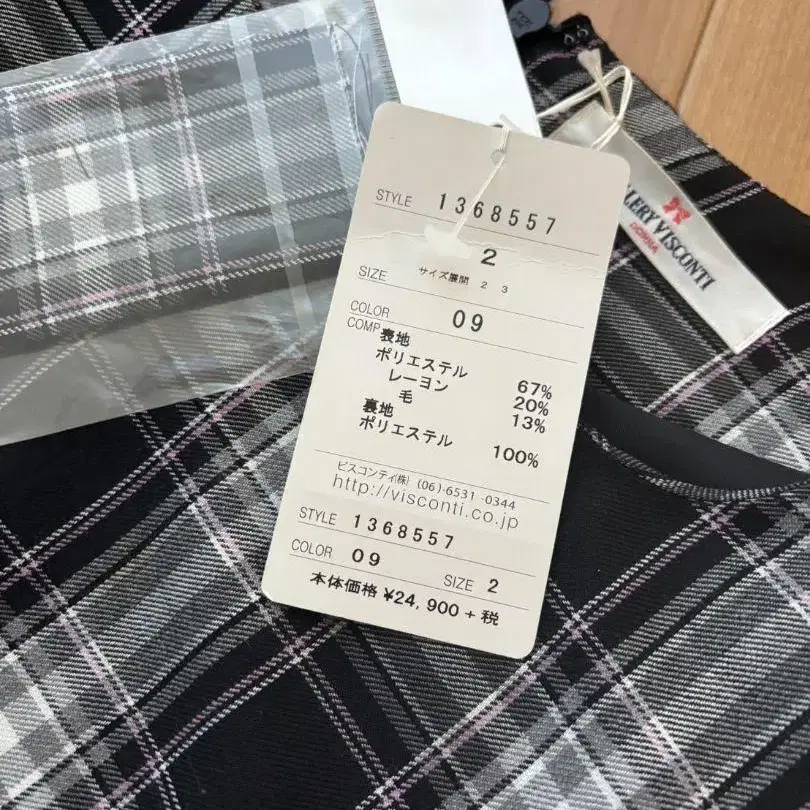 STYLE 1368557
2
SIZE サイズ展開 2 3
COLOR 09
COMP 表地
ポリエステル 67%
レーヨン 20%
毛 13%
裏地
ポリエステル 100%
ビスコンティ(株) (06)-6531-0344
http://visconti.co.jp
STYLE 1368557
COLOR 09 SIZE 2
本体価格 ¥24,900+税
LLERY VISCONTI
DONNA